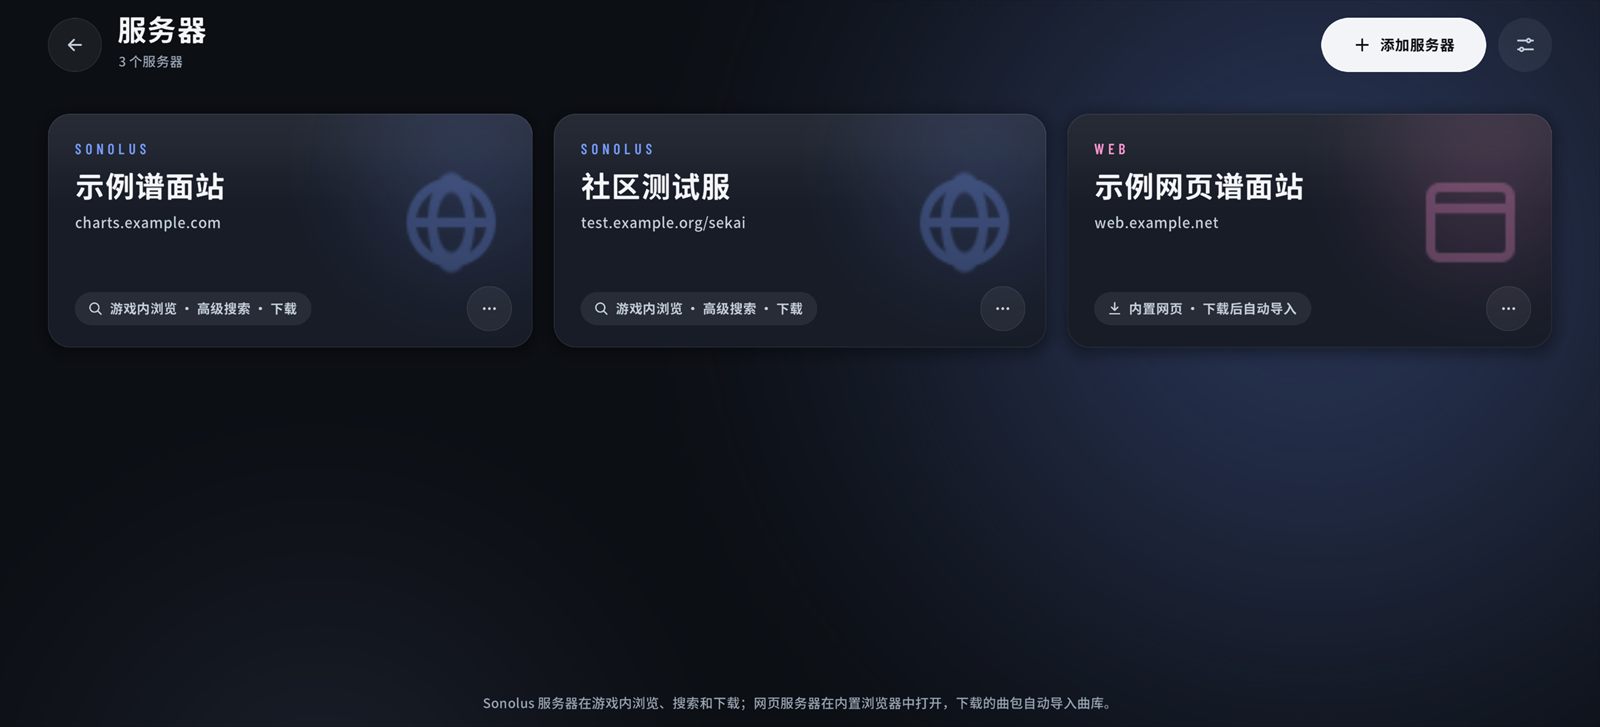 服务器
3 个服务器
添加服务器
SONOLUS
示例谱面站
charts.example.com
游戏内浏览 • 高级搜索 • 下载
SONOLUS
社区测试服
test.example.org/sekai
游戏内浏览 • 高级搜索 • 下载
WEB
示例网页谱面站
web.example.net
内置网页 • 下载后自动导入
Sonolus 服务器在游戏内浏览、搜索和下载；网页服务器在内置浏览器中打开，下载的曲包自动导入曲库。